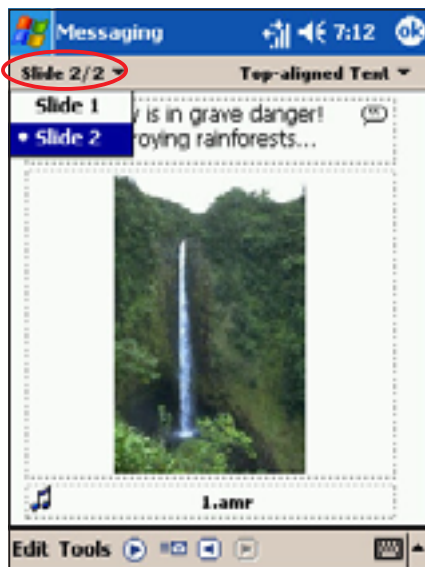 Messaging 7:12 ok
Slide 2/2 Top-aligned Text
Slide 1
Slide 2
y is in grave danger!
roying rainforests...
1.amr
Edit Tools